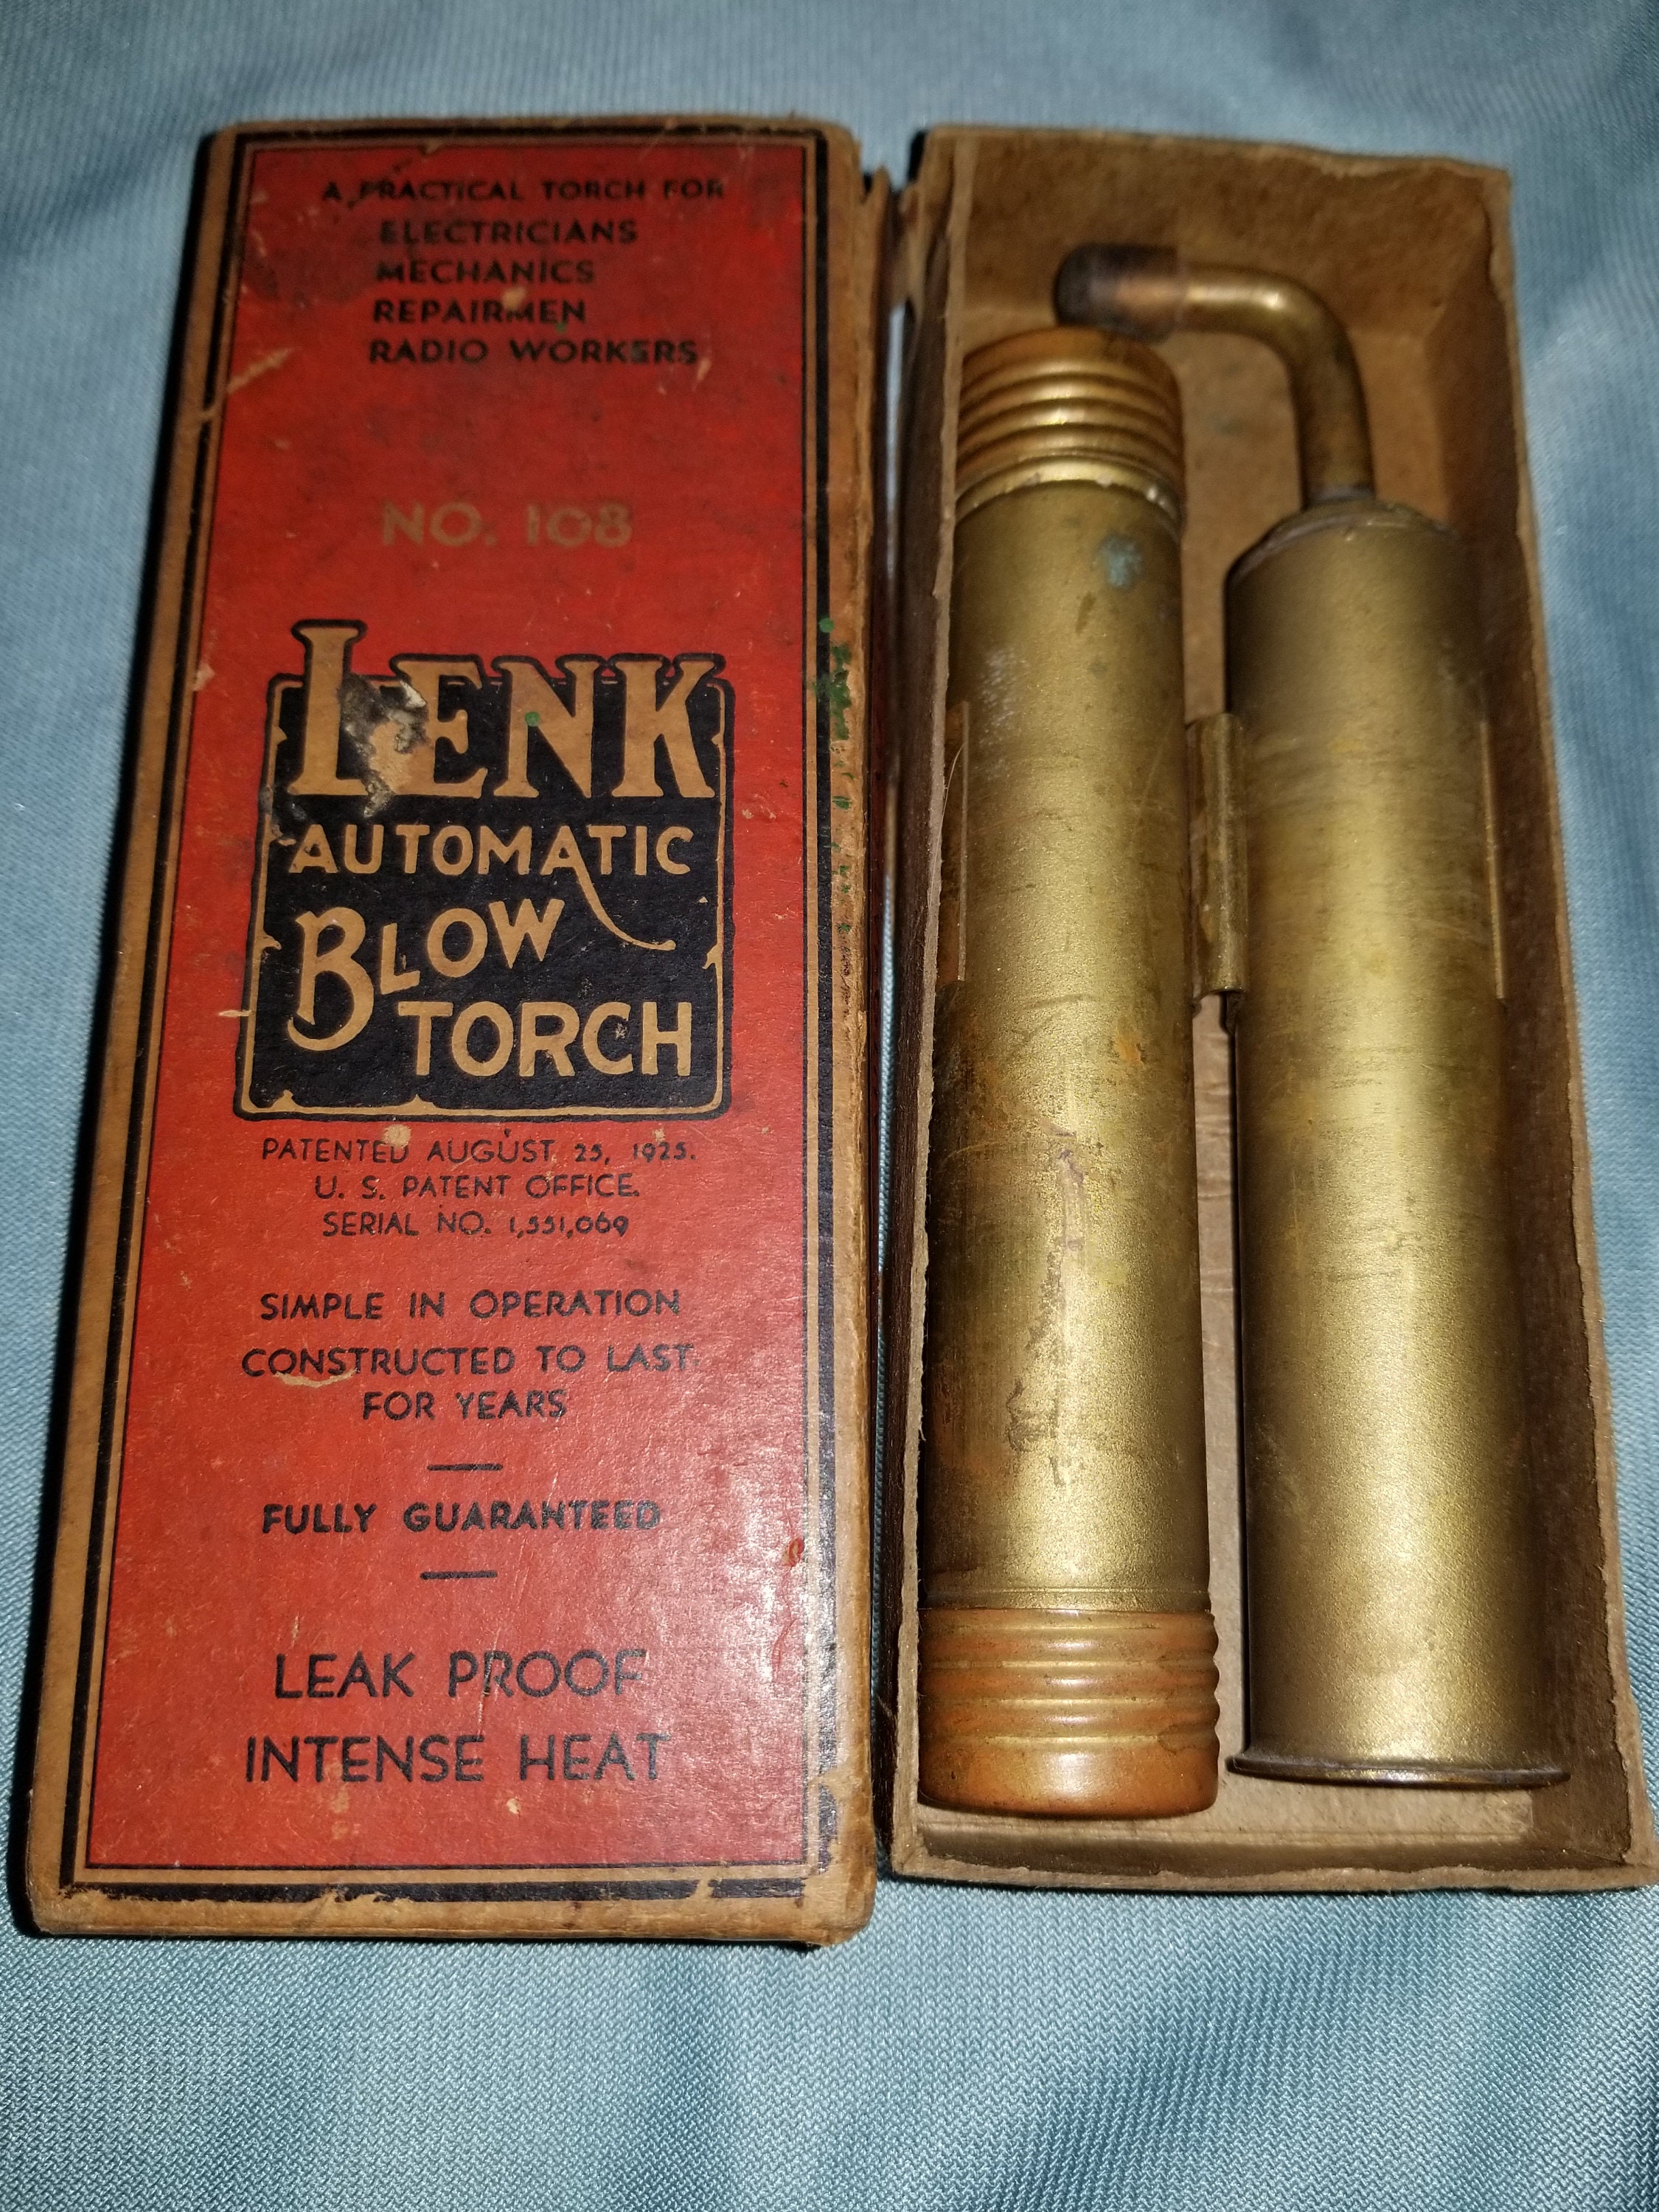 A PRACTICAL TORCH FOR
ELECTRICIANS
MECHANICS
REPAIRMEN
RADIO WORKERS
NO. 108
LENK
AUTOMATIC
BLOW
TORCH
PATENTED AUGUST 25, 1925.
U. S. PATENT OFFICE.
SERIAL NO. 1,551,069
SIMPLE IN OPERATION
CONSTRUCTED TO LAST
FOR YEARS
FULLY GUARANTEED
LEAK PROOF
INTENSE HEAT